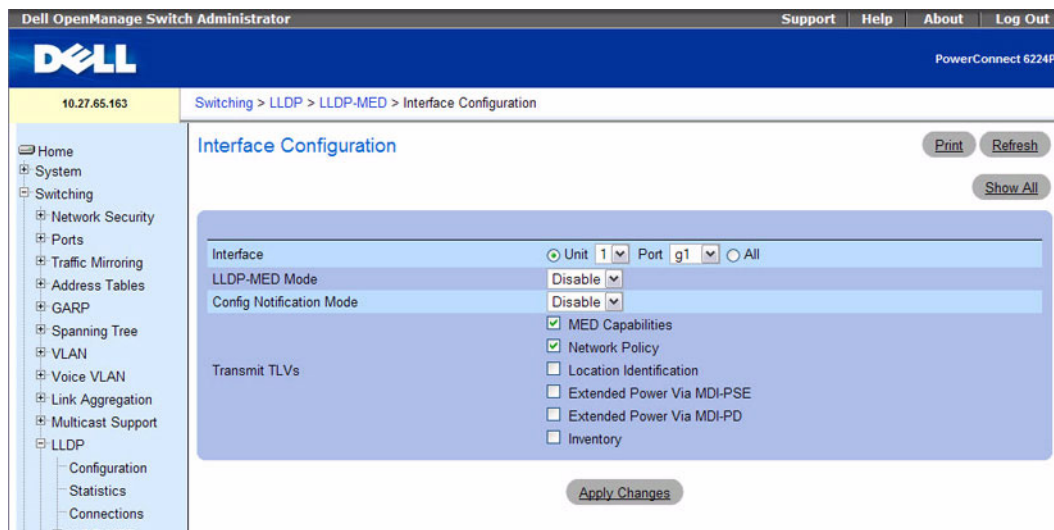 Dell OpenManage Switch Administrator
Support Help About Log Out
DELL
PowerConnect 6224P
10.27.65.163
Switching > LLDP > LLDP-MED > Interface Configuration
Home
System
Switching
Network Security
Ports
Traffic Mirroring
Address Tables
GARP
Spanning Tree
VLAN
Voice VLAN
Link Aggregation
Multicast Support
LLDP
Configuration
Statistics
Connections
Interface Configuration
Print Refresh
Show All
Interface Unit 1 Port g1 All
LLDP-MED Mode Disable
Config Notification Mode Disable
Transmit TLVs
MED Capabilities
Network Policy
Location Identification
Extended Power Via MDI-PSE
Extended Power Via MDI-PD
Inventory
Apply Changes